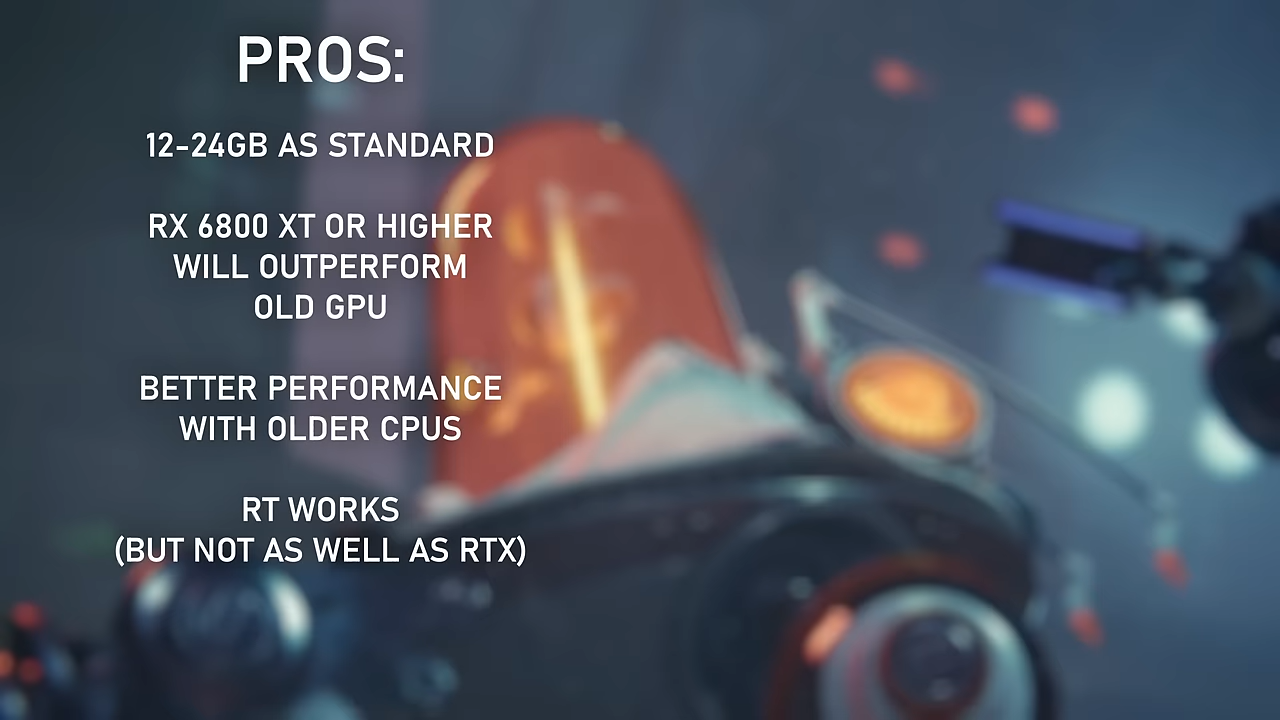 PROS:
12-24GB AS STANDARD
RX 6800 XT OR HIGHER
WILL OUTPERFORM
OLD GPU
BETTER PERFORMANCE
WITH OLDER CPUS
RT WORKS
(BUT NOT AS WELL AS RTX)